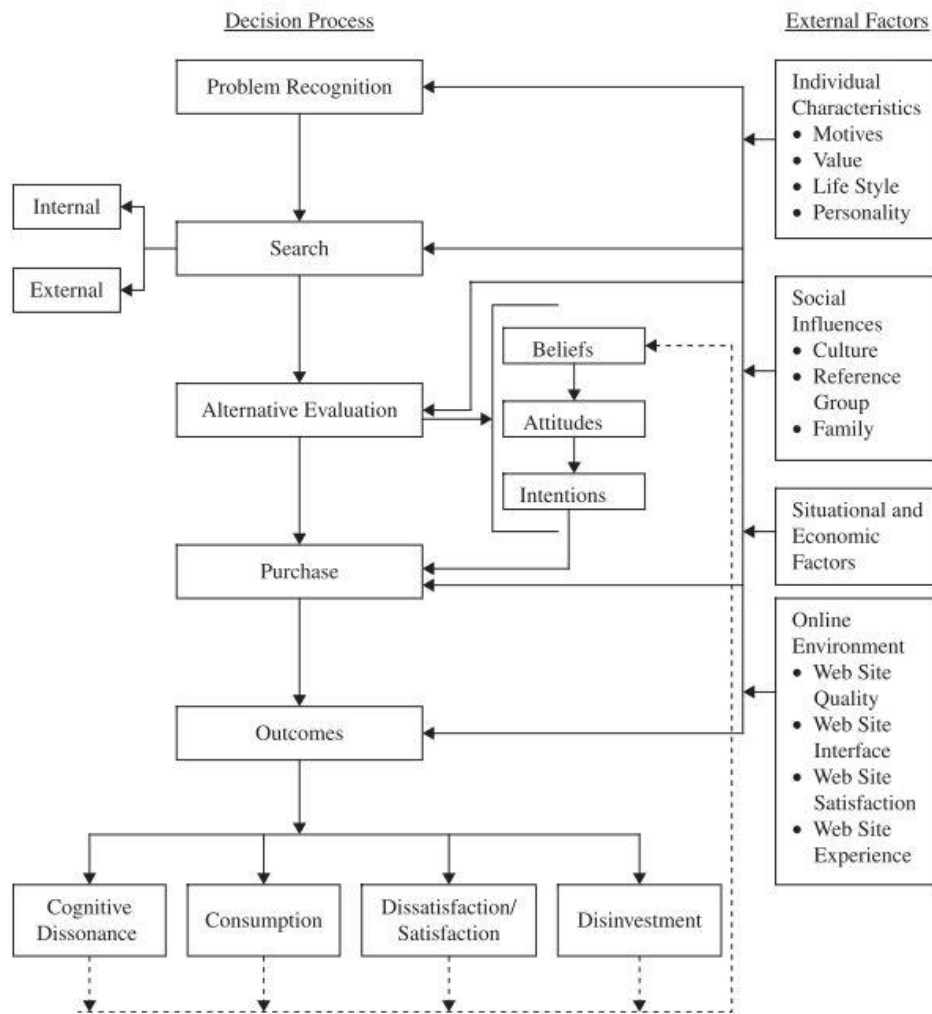 Decision Process
External Factors
Problem Recognition
Individual
Characteristics
• Motives
• Value
• Life Style
• Personality
Internal
Search
External
Social
Influences
• Culture
• Reference
Group
• Family
Beliefs
Alternative Evaluation
Attitudes
Intentions
Situational and
Economic
Factors
Purchase
Online
Environment
• Web Site
Quality
• Web Site
Interface
• Web Site
Satisfaction
• Web Site
Experience
Outcomes
Cognitive
Dissonance
Consumption
Dissatisfaction/
Satisfaction
Disinvestment